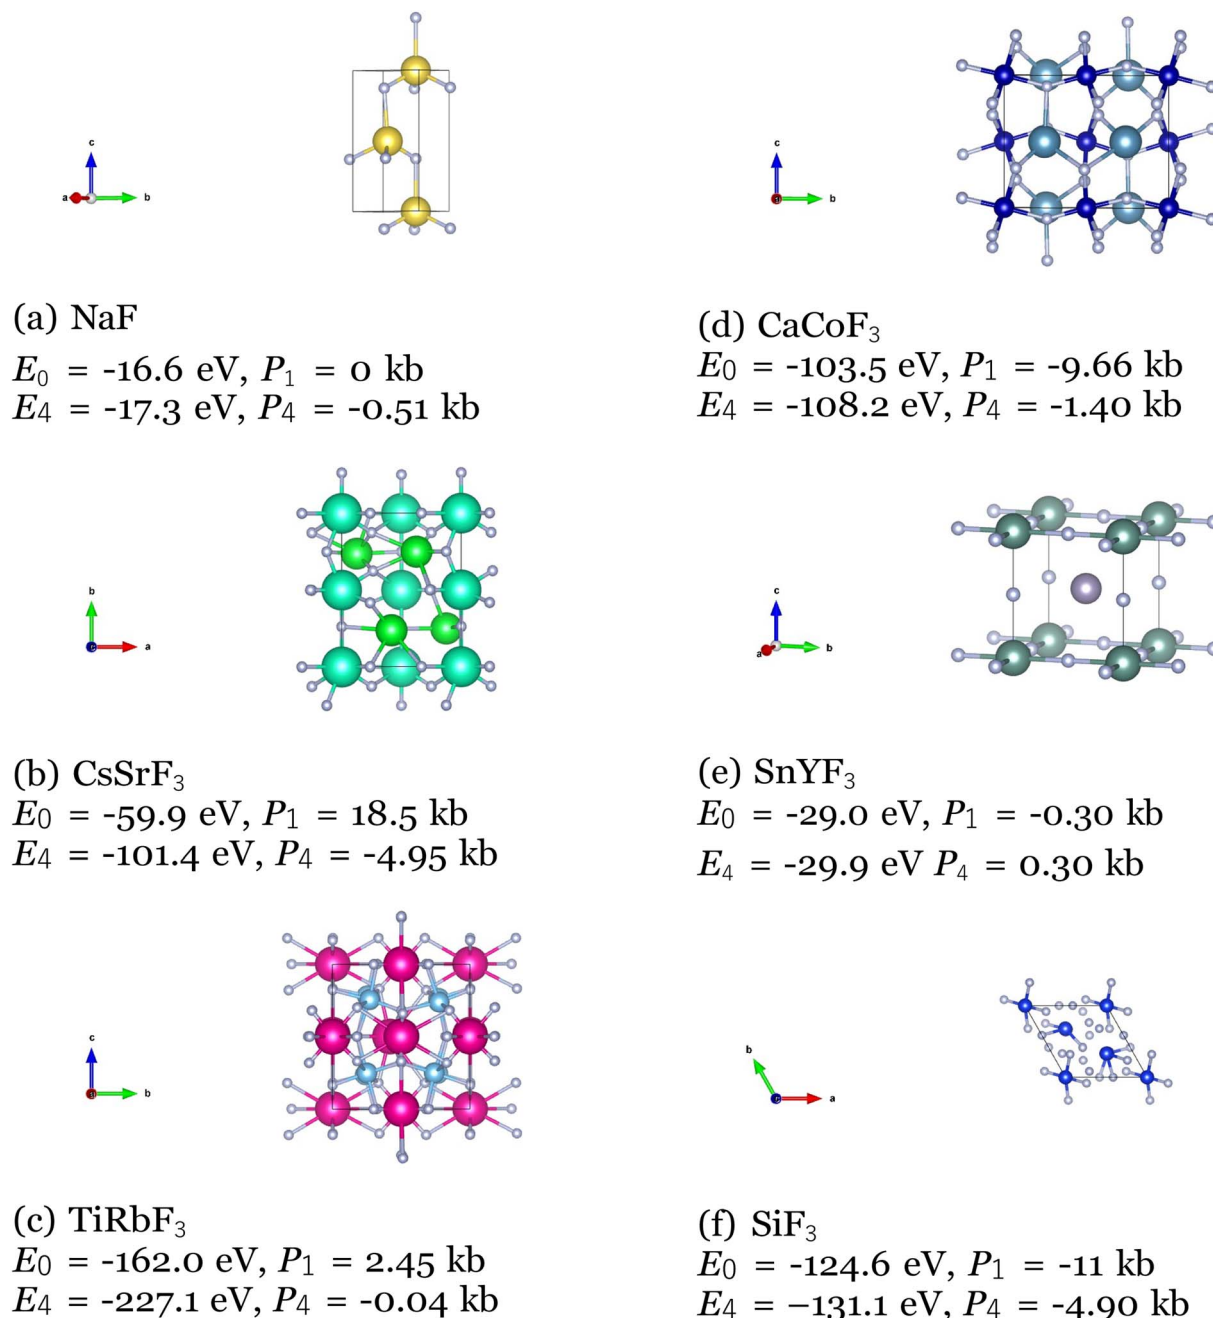 c
a
b
(a) NaF
E₀ = -16.6 eV, P₁ = 0 kb
E₄ = -17.3 eV, P₄ = -0.51 kb
b
c
a
(b) CsSrF₃
E₀ = -59.9 eV, P₁ = 18.5 kb
E₄ = -101.4 eV, P₄ = -4.95 kb
c
a
b
(c) TiRbF₃
E₀ = -162.0 eV, P₁ = 2.45 kb
E₄ = -227.1 eV, P₄ = -0.04 kb
c
a
b
(d) CaCoF₃
E₀ = -103.5 eV, P₁ = -9.66 kb
E₄ = -108.2 eV, P₄ = -1.40 kb
c
a
b
(e) SnYF₃
E₀ = -29.0 eV, P₁ = -0.30 kb
E₄ = -29.9 eV P₄ = 0.30 kb
b
c
a
(f) SiF₃
E₀ = -124.6 eV, P₁ = -11 kb
E₄ = −131.1 eV, P₄ = -4.90 kb